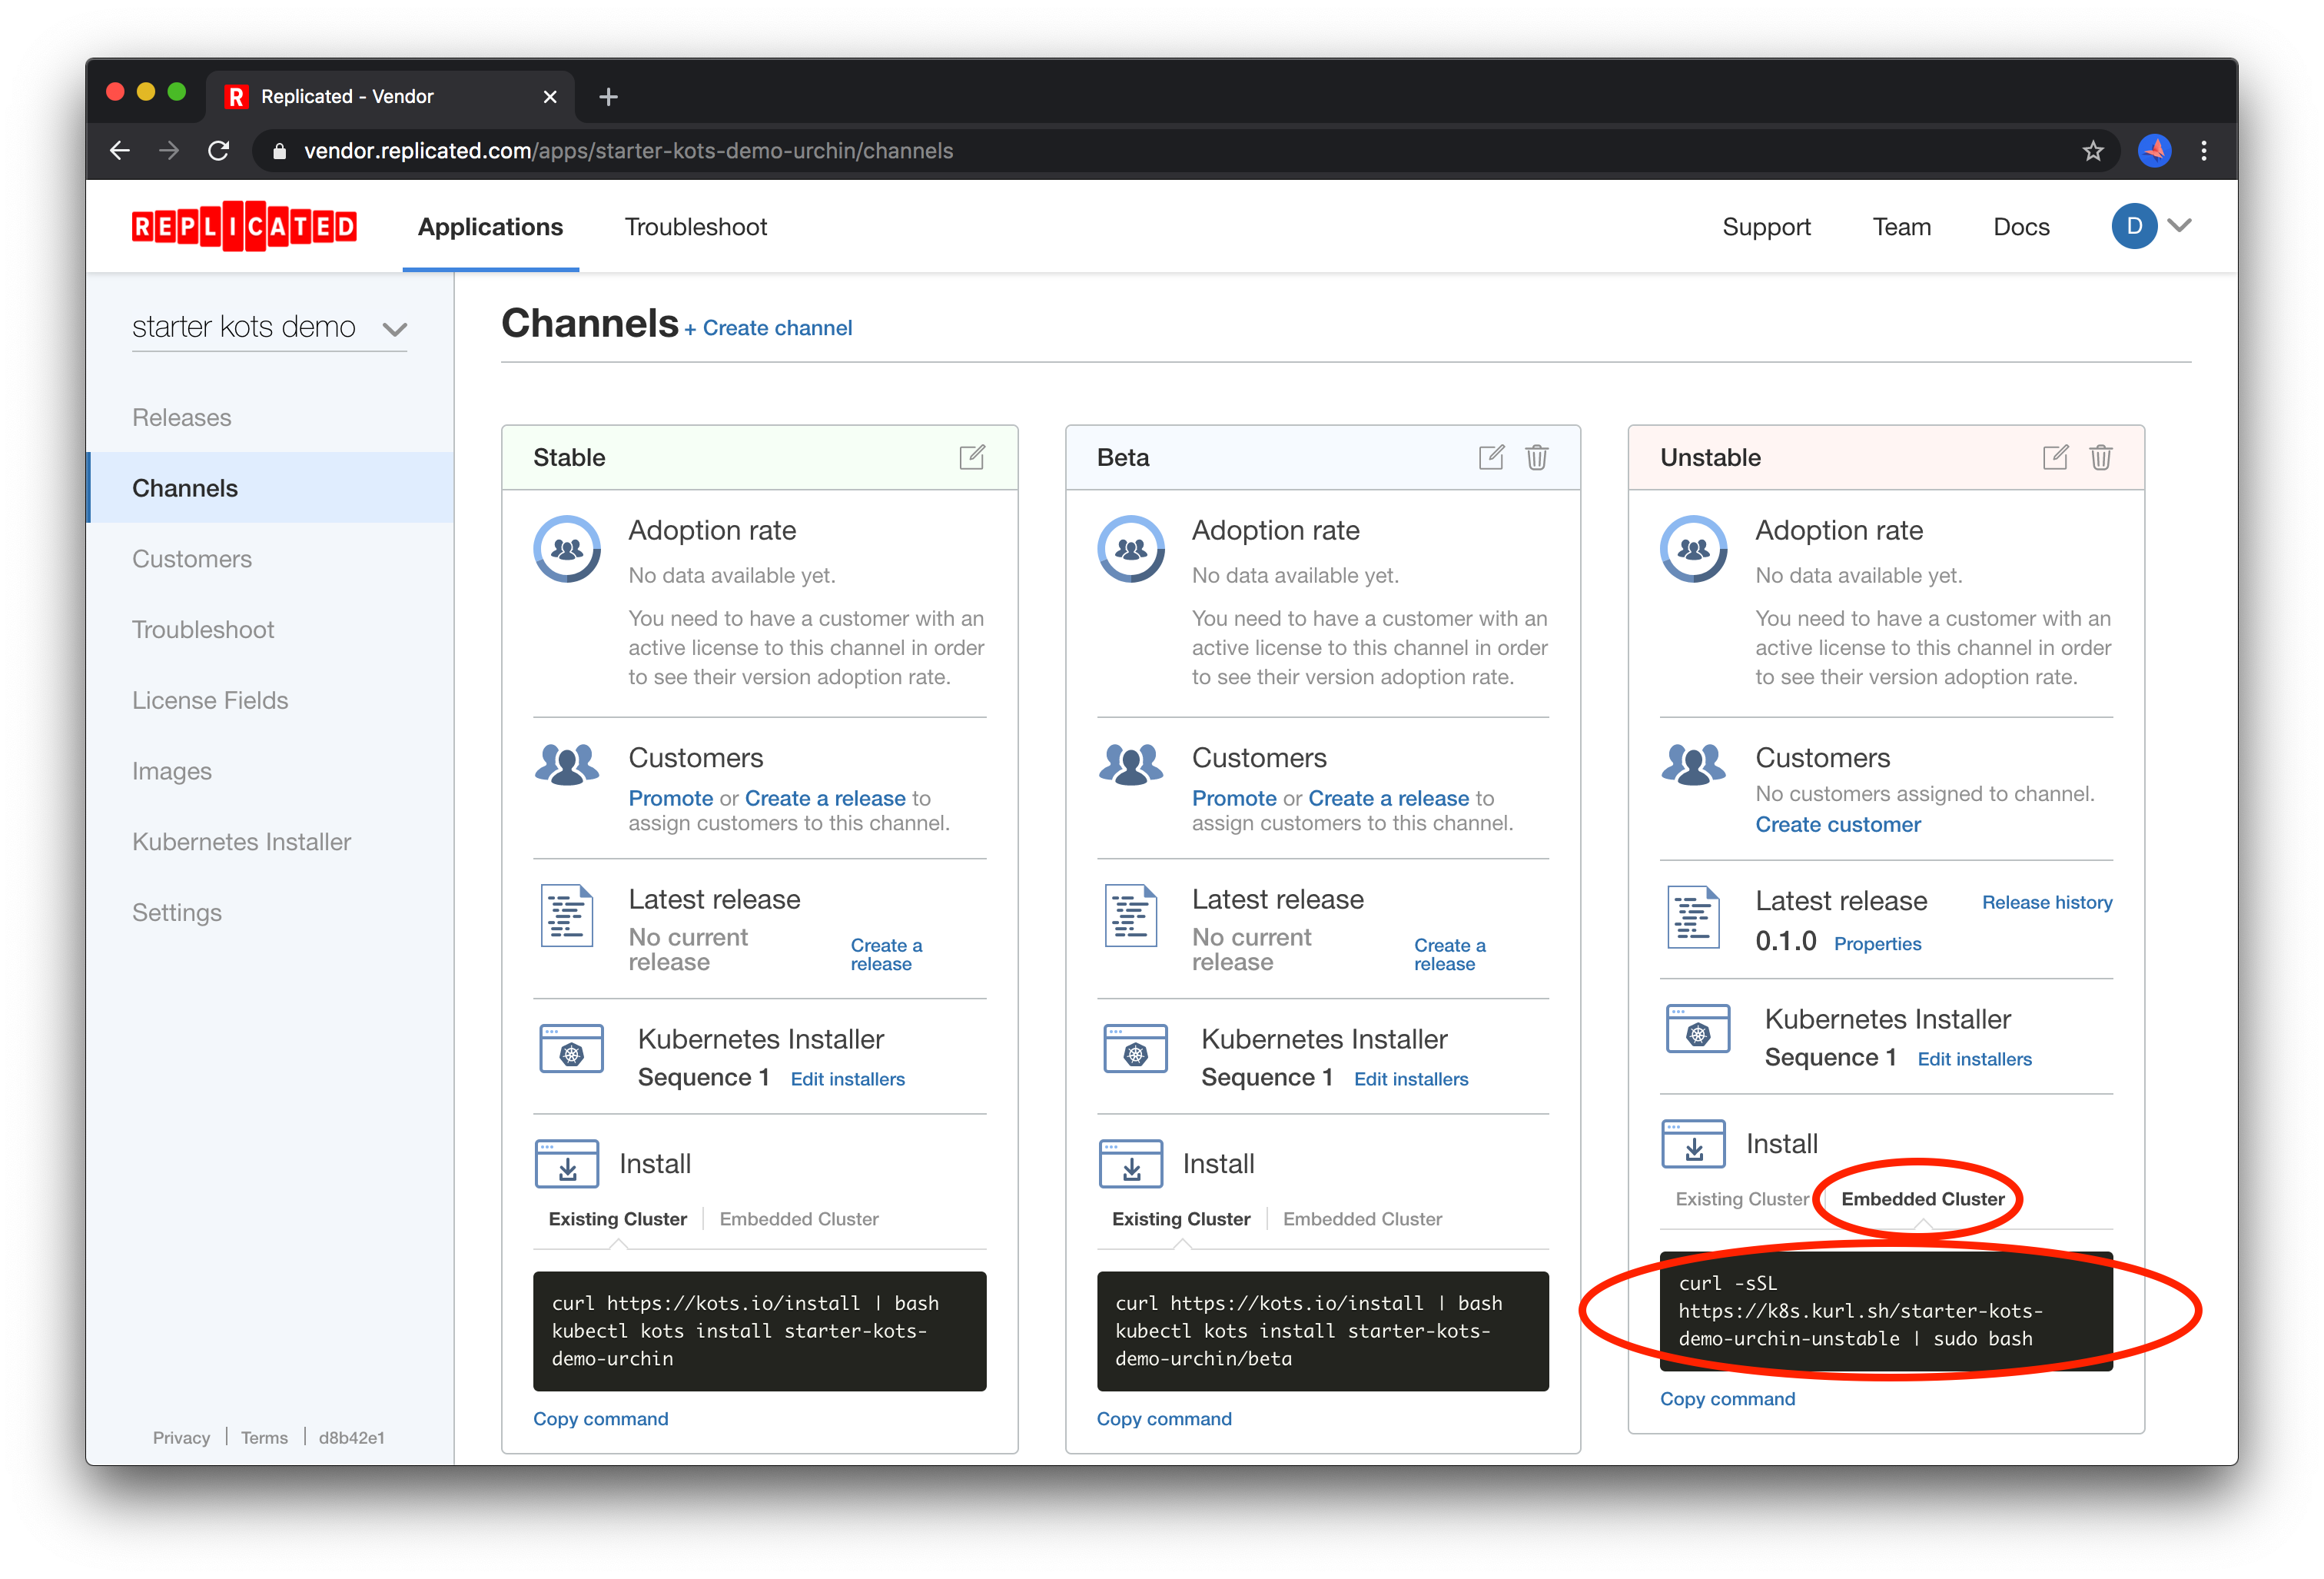 Replicated - Vendor
vendor.replicated.com/apps/starter-kots-demo-urchin/channels
REPLICATED
Applications
Troubleshoot
Support
Team
Docs
D
starter kots demo
Releases
Channels
Customers
Troubleshoot
License Fields
Images
Kubernetes Installer
Settings
Privacy
Terms
d8b42e1
Channels + Create channel
Stable
Adoption rate
No data available yet.
You need to have a customer with an
active license to this channel in order
to see their version adoption rate.
Customers
Promote or Create a release to
assign customers to this channel.
Latest release
No current
release
Create a
release
Kubernetes Installer
Sequence 1 Edit installers
Install
Existing Cluster
Embedded Cluster
curl https://kots.io/install | bash
kubectl kots install starter-kots-
demo-urchin
Copy command
Beta
Adoption rate
No data available yet.
You need to have a customer with an
active license to this channel in order
to see their version adoption rate.
Customers
Promote or Create a release to
assign customers to this channel.
Latest release
No current
release
Create a
release
Kubernetes Installer
Sequence 1 Edit installers
Install
Existing Cluster
Embedded Cluster
curl https://kots.io/install | bash
kubectl kots install starter-kots-
demo-urchin/beta
Copy command
Unstable
Adoption rate
No data available yet.
You need to have a customer with an
active license to this channel in order
to see their version adoption rate.
Customers
No customers assigned to channel.
Create customer
Latest release
Release history
0.1.0 Properties
Kubernetes Installer
Sequence 1 Edit installers
Install
Existing Cluster
Embedded Cluster
curl -sSL
https://k8s.kurl.sh/starter-kots-
demo-urchin-unstable | sudo bash
Copy command